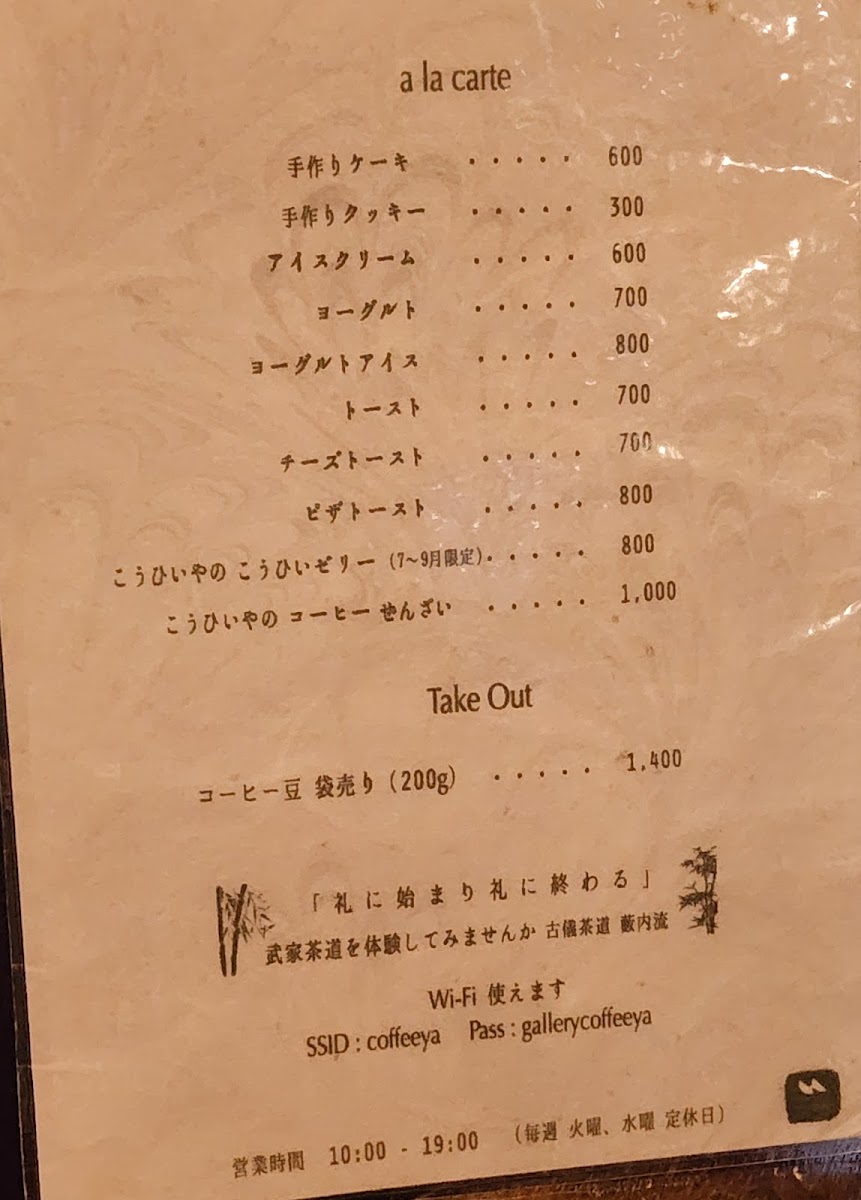 a la carte
手作りケーキ ・・・・・ 600
手作りクッキー ・・・・・ 300
アイスクリーム ・・・・・ 600
ヨーグルト ・・・・・ 700
ヨーグルトアイス ・・・・・ 800
トースト ・・・・・ 700
チーズトースト ・・・・・ 700
ピザトースト ・・・・・ 800
こうひいやの こうひいゼリー (7〜9月限定)・・・・・ 800
こうひいやの コーヒー ぜんざい ・・・・・ 1,000
Take Out
コーヒー豆 袋売り (200g) ・・・・・ 1,400
「礼に始まり礼に終わる」
武家茶道を体験してみませんか 古儀茶道 藪内流
Wi-Fi 使えます
SSID : coffeeya Pass : gallerycoffeeya
営業時間 10:00 - 19:00 (毎週 火曜、水曜 定休日)